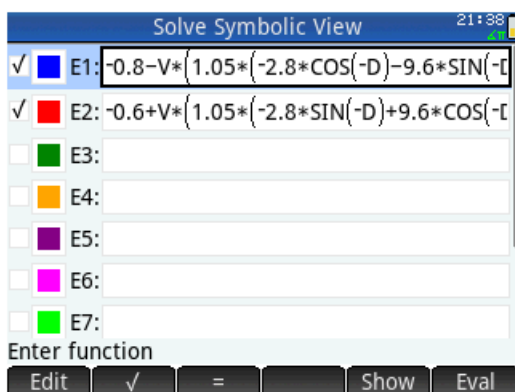 Solve Symbolic View 21:38
∡π
√ E1: -0.8−V*(1.05*(-2.8*COS(-D)−9.6*SIN(-D
√ E2: -0.6+V*(1.05*(-2.8*SIN(-D)+9.6*COS(-D
E3:
E4:
E5:
E6:
E7:
Enter function
Edit √ = Show Eval